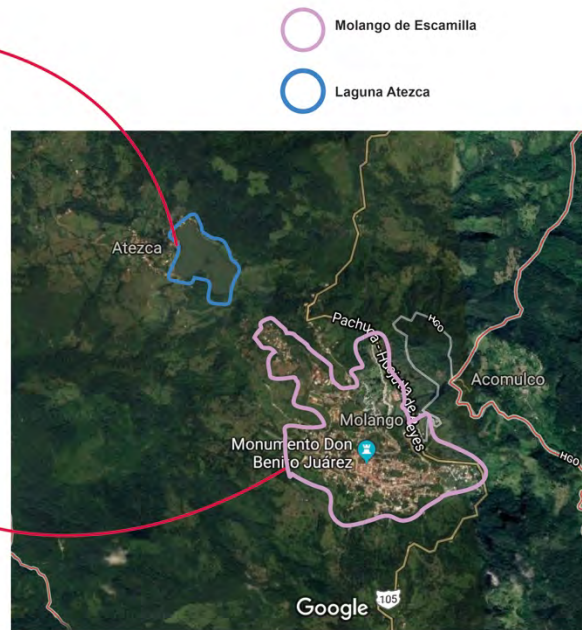 Molango de Escamilla
Laguna Atezca
Atezca
Pachuca - Huejutla de Reyes
HGO
Acomulco
Molango
Monumento Don
Benito Juárez
HGO
HGO
105
Google